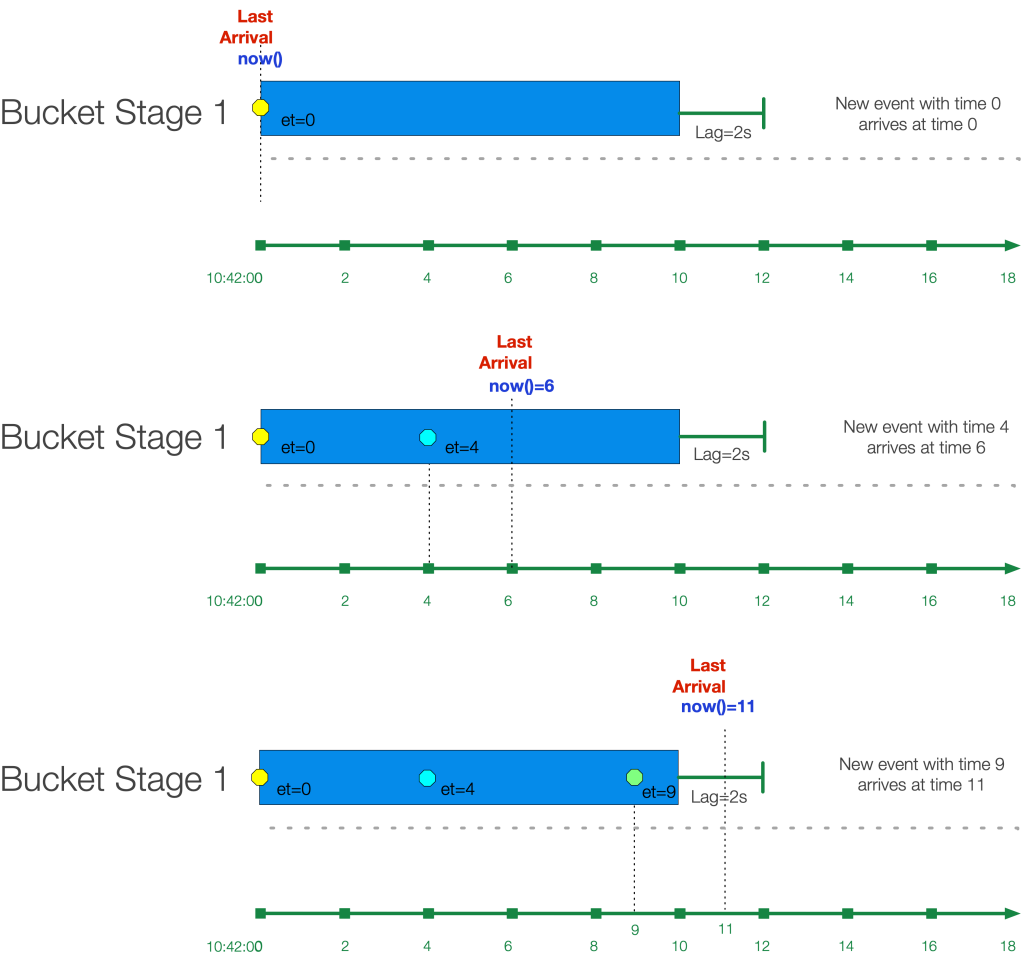 Last
Arrival
now()
Bucket Stage 1
et=0
Lag=2s
New event with time 0
arrives at time 0
10:42:00
2
4
6
8
10
12
14
16
18
Last
Arrival
now()=6
Bucket Stage 1
et=0
et=4
Lag=2s
New event with time 4
arrives at time 6
10:42:00
2
4
6
8
10
12
14
16
18
Last
Arrival
now()=11
Bucket Stage 1
et=0
et=4
et=9
Lag=2s
New event with time 9
arrives at time 11
9
11
10:42:00
2
4
6
8
10
12
14
16
18